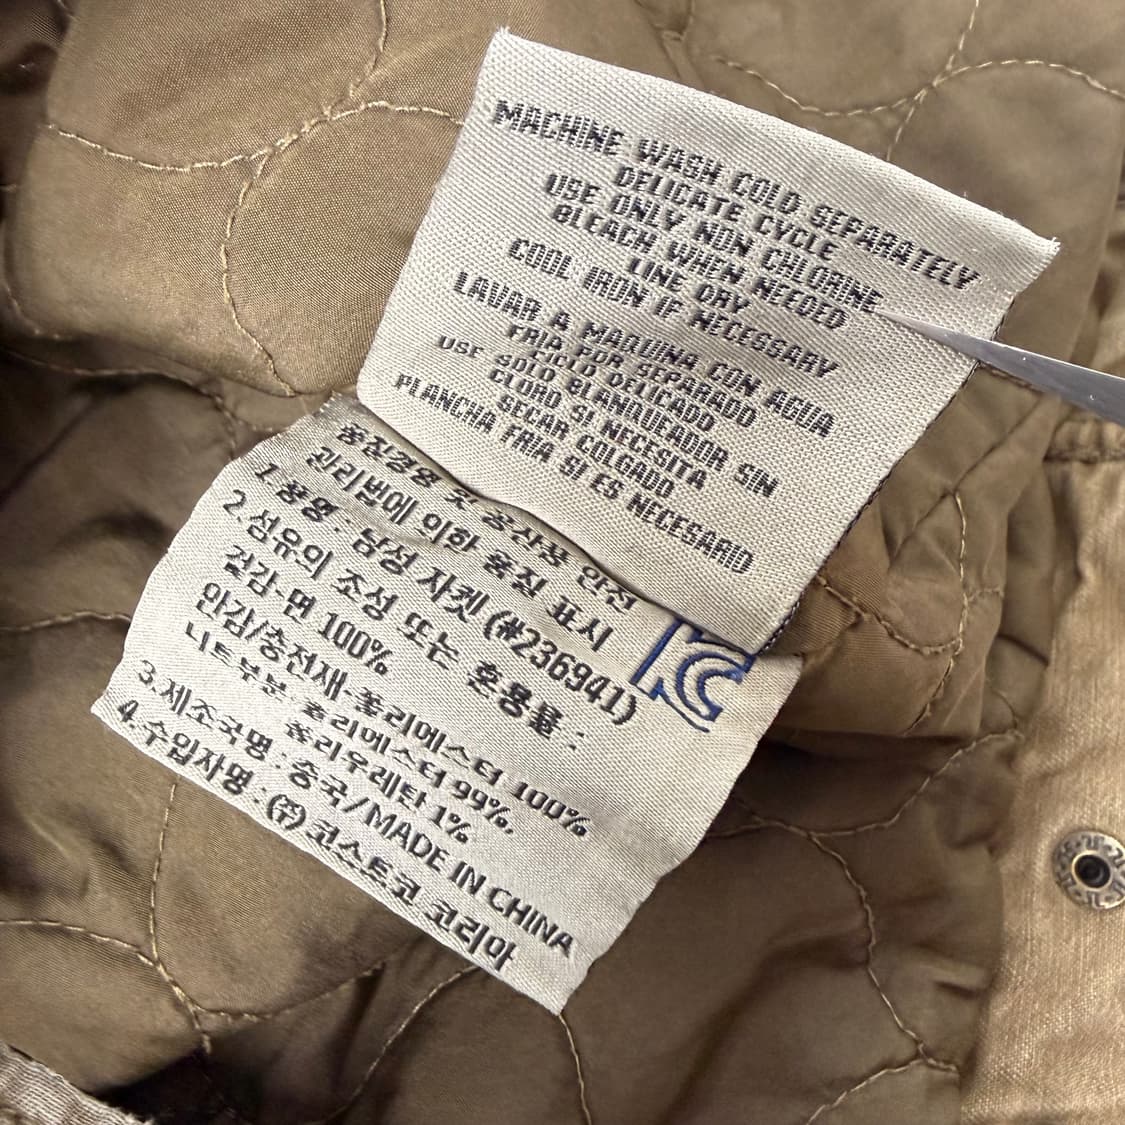 MACHINE WASH COLD SEPARATELY
DELICATE CYCLE
USE ONLY NON CHLORINE
BLEACH WHEN NEEDED
LINE DRY
COOL IRON IF NECESSARY
LAVAR A MAQUINA CON AGUA
FRIA POR SEPARADO
CICLO DELICADO
USE SOLO BLANQUEADOR SIN
CLORO SI NECESITA
SECAR COLGADO
PLANCHA FRIA SI ES NECESARIO
품질경영 및 공산품 안전
관리법에 의한 품질 표시
1.품명 : 남성 자켓 (#236941)
2.섬유의 조성 또는 혼용률 :
겉감-면 100%
안감/충전재-폴리에스터 100%
니트부분 폴리에스터 99%,
폴리우레탄 1%
3.제조국명 : 중국/MADE IN CHINA
4.수입자명 : (주) 코스트코 코리아
KC